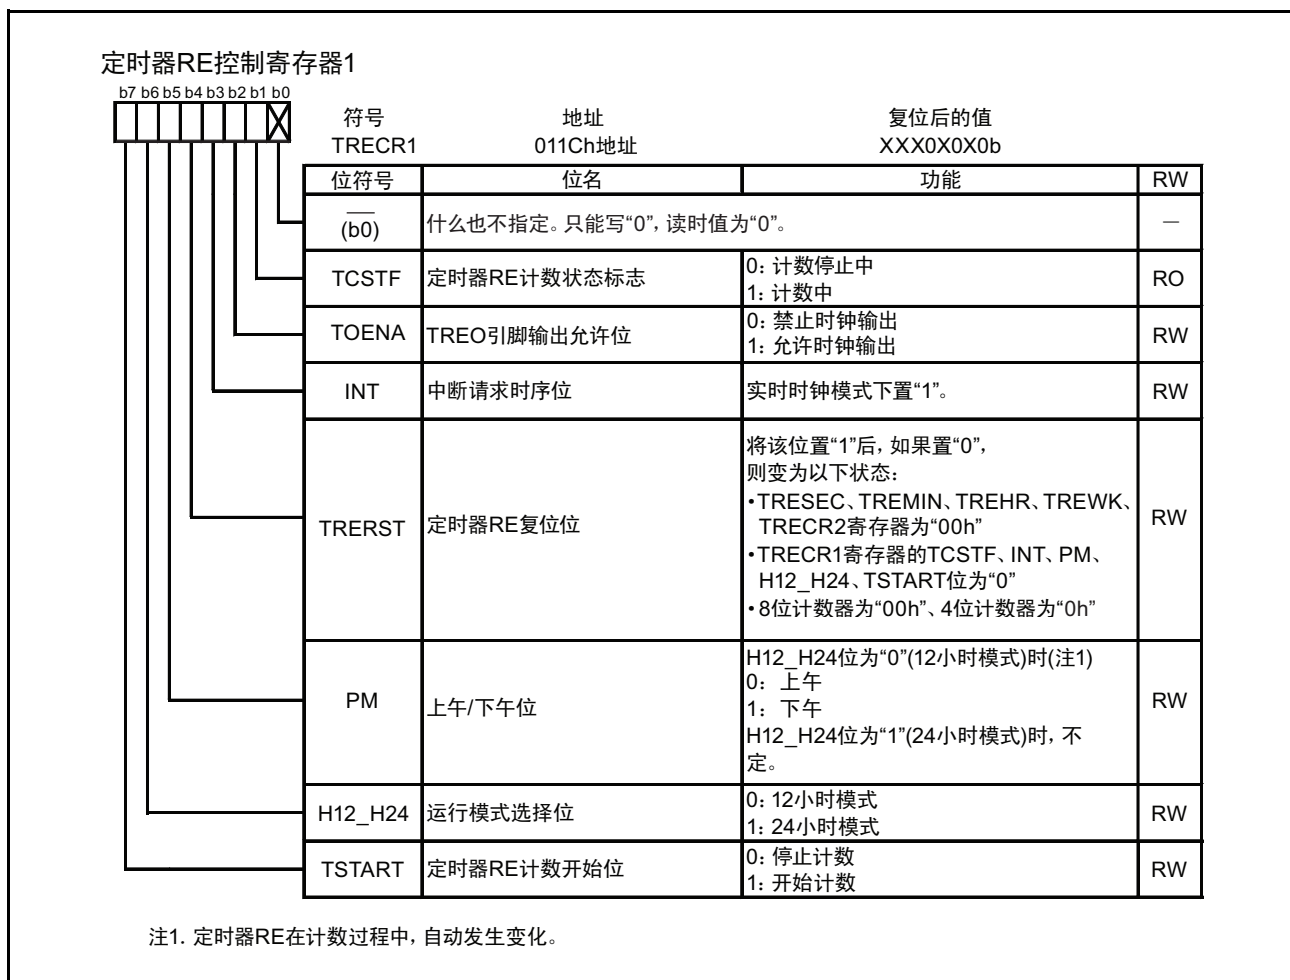 定时器RE控制寄存器1
b7 b6 b5 b4 b3 b2 b1 b0
符号 地址 复位后的值
TRECR1 011Ch地址 XXX0X0X0b
位符号 位名 功能 RW
—
(b0) 什么也不指定。只能写“0”，读时值为“0”。 —
TCSTF 定时器RE计数状态标志 0：计数停止中
1：计数中 RO
TOENA TREO引脚输出允许位 0：禁止时钟输出
1：允许时钟输出 RW
INT 中断请求时序位 实时时钟模式下置“1”。 RW
TRERST 定时器RE复位位 将该位置“1”后，如果置“0”，
则变为以下状态：
•TRESEC、TREMIN、TREHR、TREWK、
TRECR2寄存器为“00h”
•TRECR1寄存器的TCSTF、INT、PM、
H12_H24、TSTART位为“0”
•8位计数器为“00h”、4位计数器为“0h” RW
PM 上午/下午位 H12_H24位为“0”(12小时模式)时(注1)
0：上午
1：下午
H12_H24位为“1”(24小时模式)时，不
定。 RW
H12_H24 运行模式选择位 0：12小时模式
1：24小时模式 RW
TSTART 定时器RE计数开始位 0：停止计数
1：开始计数 RW
注1. 定时器RE在计数过程中，自动发生变化。